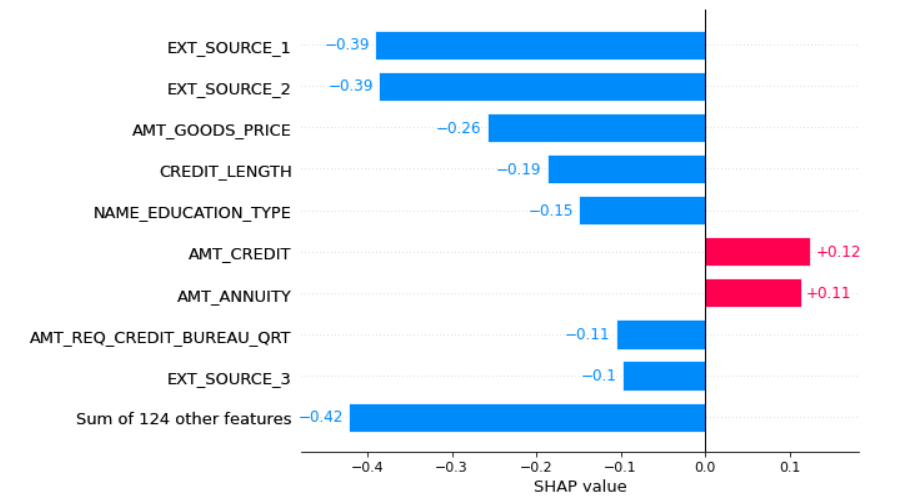 EXT_SOURCE_1 −0.39
EXT_SOURCE_2 −0.39
AMT_GOODS_PRICE −0.26
CREDIT_LENGTH −0.19
NAME_EDUCATION_TYPE −0.15
AMT_CREDIT +0.12
AMT_ANNUITY +0.11
AMT_REQ_CREDIT_BUREAU_QRT −0.11
EXT_SOURCE_3 −0.1
Sum of 124 other features −0.42
−0.4 −0.3 −0.2 −0.1 0.0 0.1
SHAP value